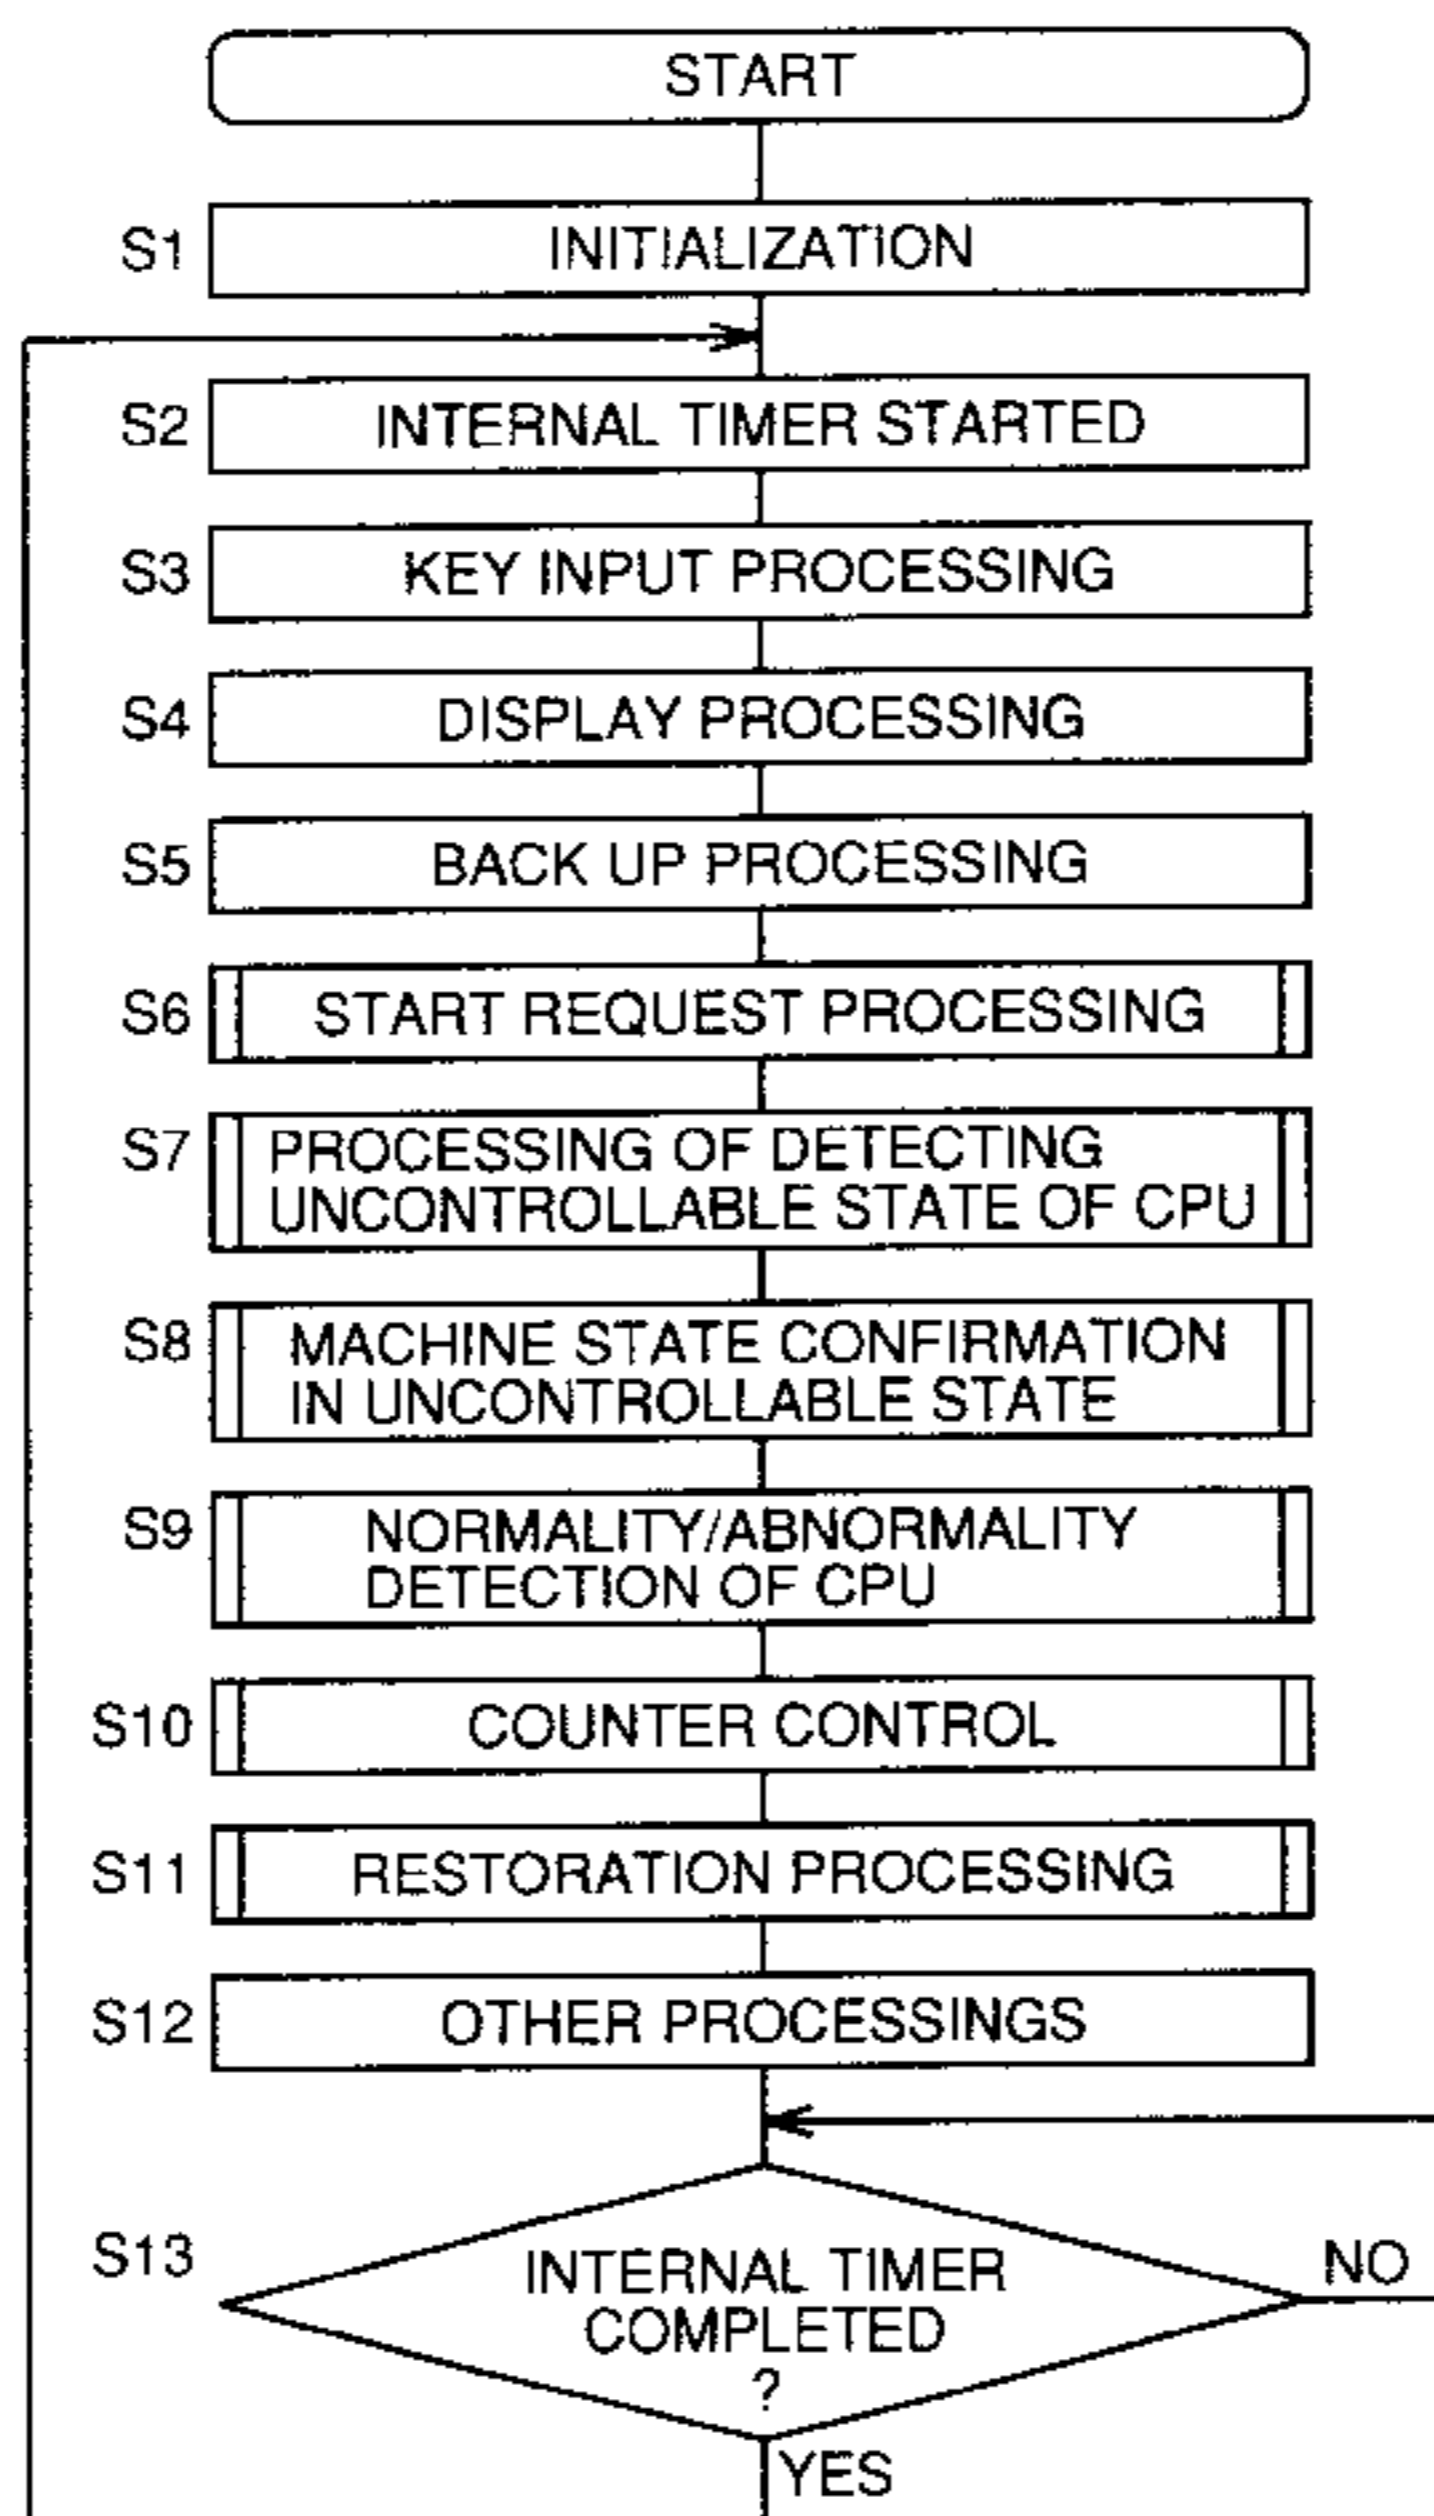 START
S1 INITIALIZATION
S2 INTERNAL TIMER STARTED
S3 KEY INPUT PROCESSING
S4 DISPLAY PROCESSING
S5 BACK UP PROCESSING
S6 START REQUEST PROCESSING
S7 PROCESSING OF DETECTING
UNCONTROLLABLE STATE OF CPU
S8 MACHINE STATE CONFIRMATION
IN UNCONTROLLABLE STATE
S9 NORMALITY/ABNORMALITY
DETECTION OF CPU
S10 COUNTER CONTROL
S11 RESTORATION PROCESSING
S12 OTHER PROCESSINGS
S13 INTERNAL TIMER NO
COMPLETED
?
YES